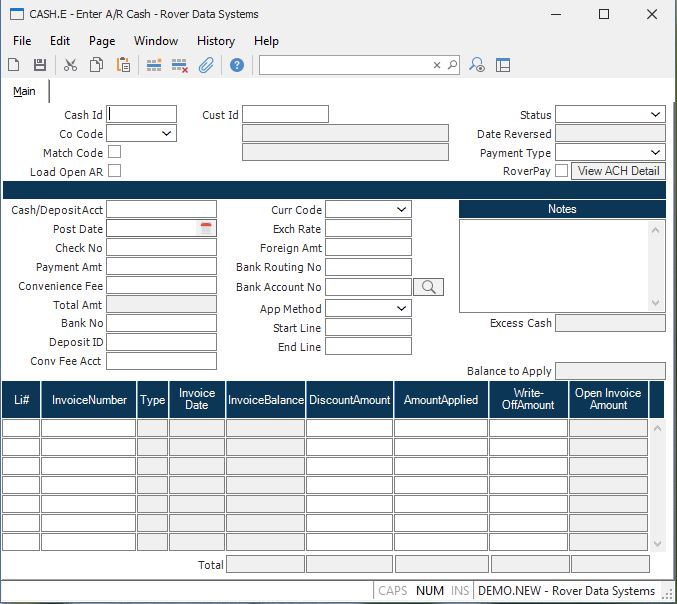 CASH.E - Enter A/R Cash - Rover Data Systems
File Edit Page Window History Help
Main
Cash Id Cust Id Status
Co Code Date Reversed
Match Code Payment Type
Load Open AR RoverPay View ACH Detail
Cash/DepositAcct Curr Code Notes
Post Date Exch Rate
Check No Foreign Amt
Payment Amt Bank Routing No
Convenience Fee Bank Account No
Total Amt App Method
Bank No Start Line Excess Cash
Deposit ID End Line
Conv Fee Acct
Balance to Apply
Li# InvoiceNumber Type Invoice Date InvoiceBalance DiscountAmount AmountApplied Write-OffAmount Open Invoice Amount
Total
CAPS NUM INS DEMO.NEW - Rover Data Systems